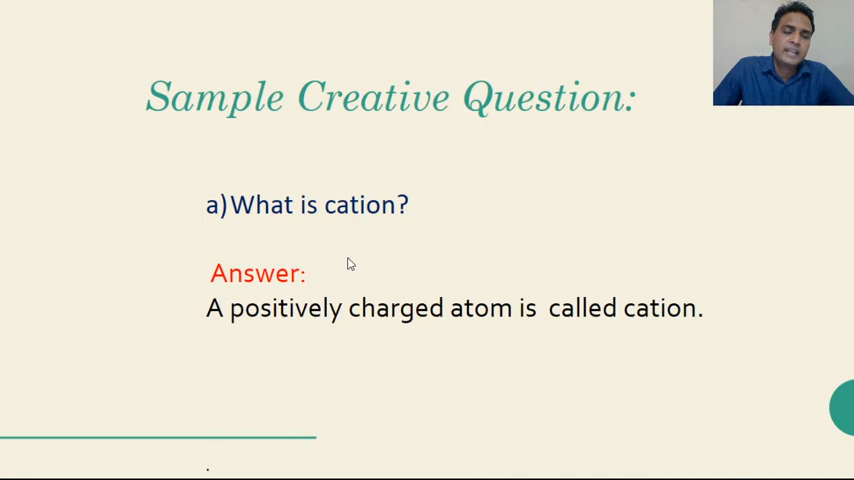 Sample Creative Question:
a)What is cation?
Answer:
A positively charged atom is called cation.
.